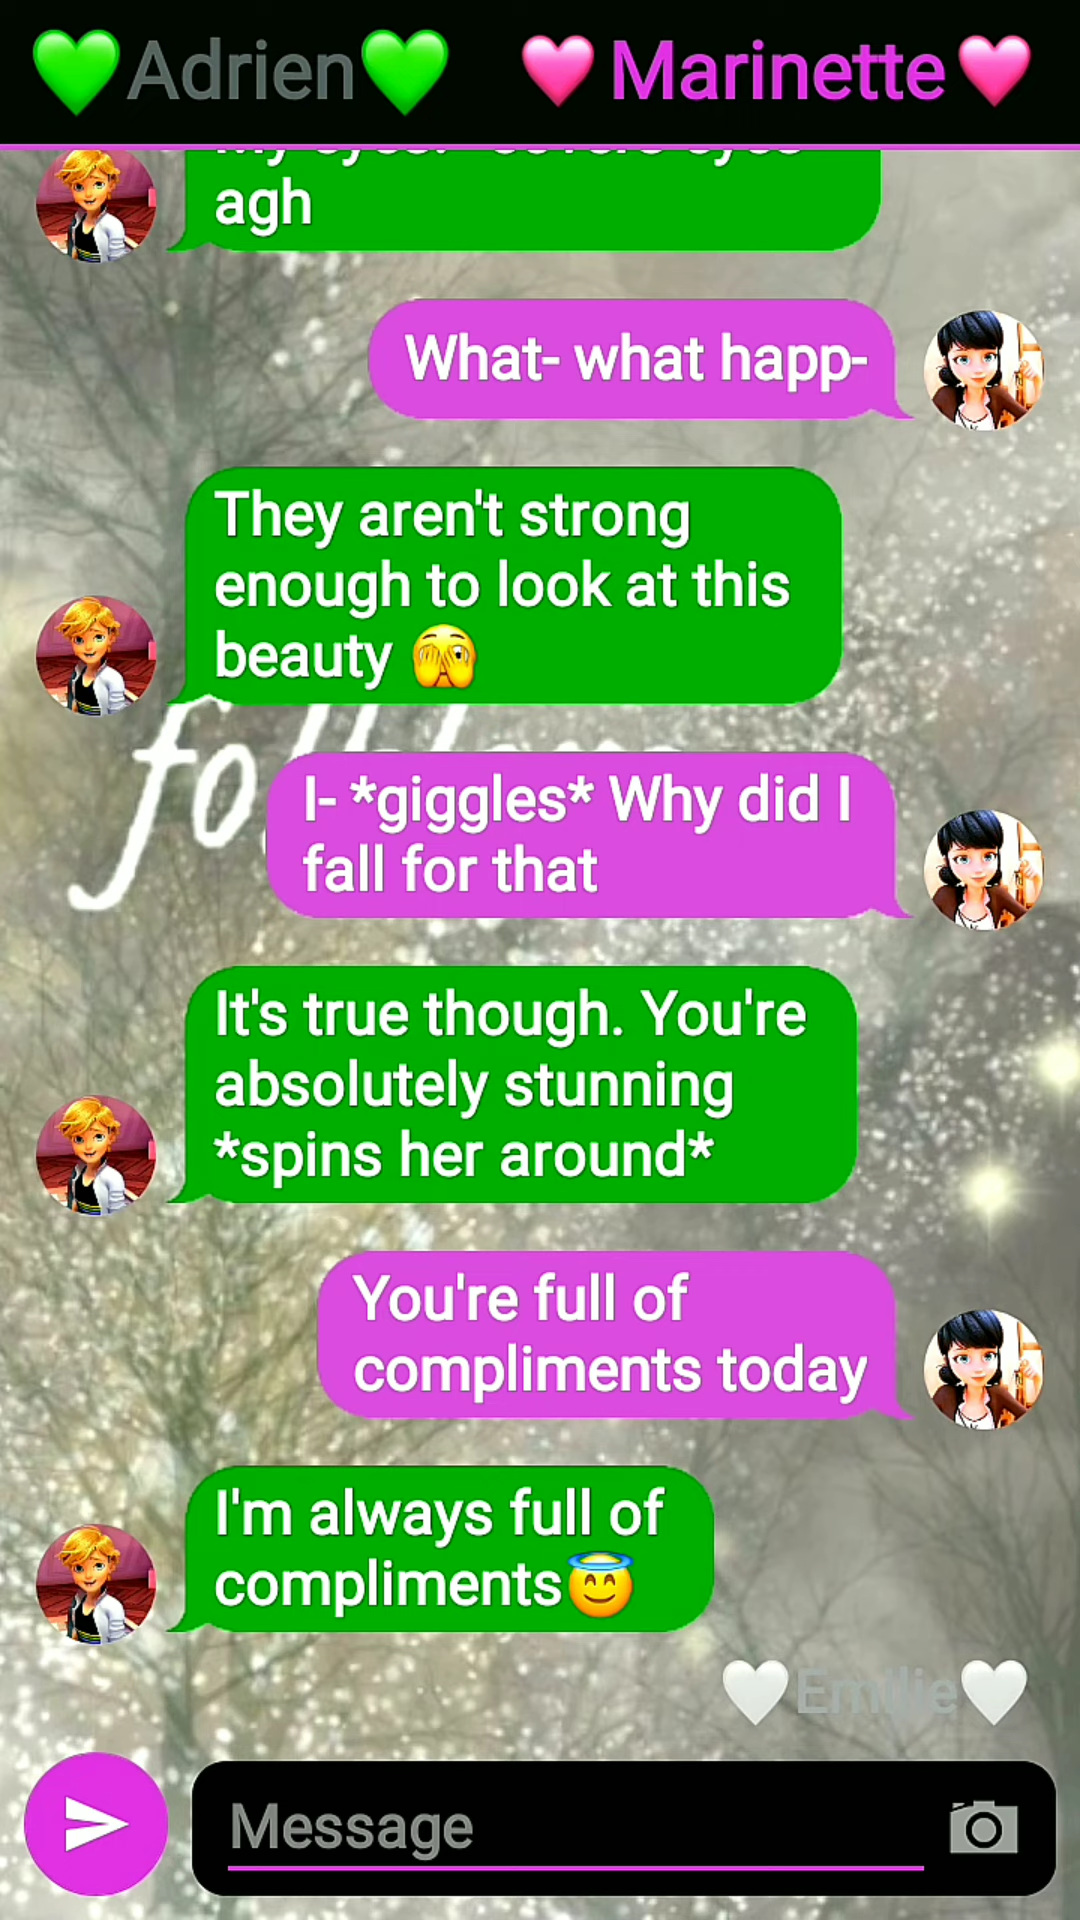 💚Adrien💚 🩷Marinette🩷
agh
What- what happ-
They aren't strong
enough to look at this
beauty 🫣
I- *giggles* Why did I
fall for that
It's true though. You're
absolutely stunning
*spins her around*
You're full of
compliments today
I'm always full of
compliments😇
🤍Emilie🤍
Message